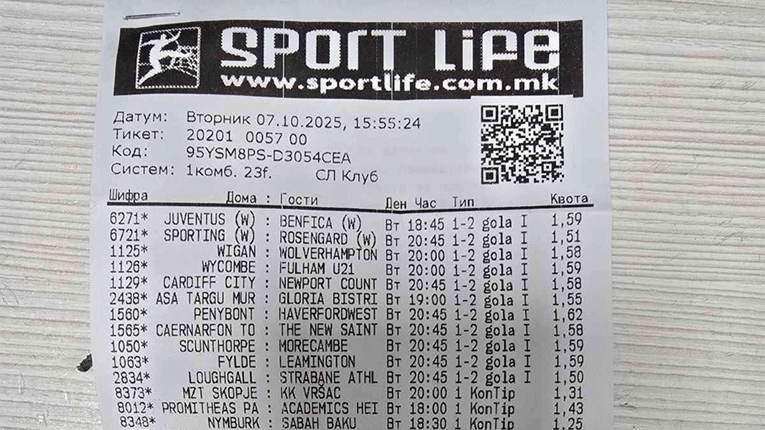 SPORT LIFE
www.sportlife.com.mk
Датум: Вторник 07.10.2025, 15:55:24
Тикет: 20201 0057 00
Код: 95YSM8PS-D3054CEA
Систем: 1комб. 23f. СЛ Клуб
Шифра Дома : Гости Ден Час Тип Квота
6271* JUVENTUS (W) : BENFICA (W) Вт 18:45 1-2 gola I 1,59
6721* SPORTING (W) : ROSENGARD (W) Вт 20:45 1-2 gola I 1,51
1125* WIGAN : WOLVERHAMPTON Вт 20:00 1-2 gola I 1,58
1126* WYCOMBE : FULHAM U21 Вт 20:00 1-2 gola I 1,59
1129* CARDIFF CITY : NEWPORT COUNT Вт 20:45 1-2 gola I 1,58
2438* ASA TARGU MUR : GLORIA BISTRI Вт 19:00 1-2 gola I 1,55
1560* PENYBONT : HAVERFORDWEST Вт 20:45 1-2 gola I 1,62
1565* CAERNARFON TO : THE NEW SAINT Вт 20:45 1-2 gola I 1,58
1050* SCUNTHORPE : MORECAMBE Вт 20:45 1-2 gola I 1,59
1063* FYLDE : LEAMINGTON Вт 20:45 1-2 gola I 1,59
2834* LOUGHGALL : STRABANE ATHL Вт 20:45 1-2 gola I 1,50
8373* MZT SKOPJE : KK VRŠAC Вт 20:00 1 KonTip 1,31
8012* PROMITHEAS PA : ACADEMICS HEI Вт 18:00 1 KonTip 1,43
8348* NYMBURK : SABAH BAKU Вт 18:30 1 KonTip 1,25